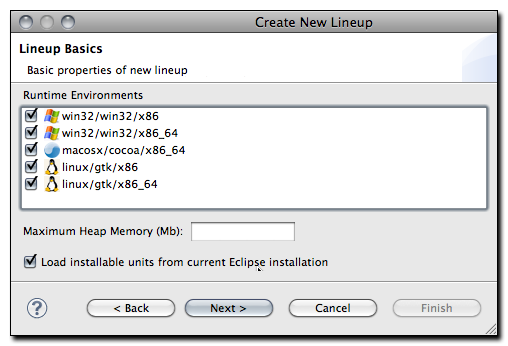 Create New Lineup
Lineup Basics
Basic properties of new lineup
Runtime Environments
win32/win32/x86
win32/win32/x86_64
macosx/cocoa/x86_64
linux/gtk/x86
linux/gtk/x86_64
Maximum Heap Memory (Mb):
Load installable units from current Eclipse installation
?
< Back
Next >
Cancel
Finish